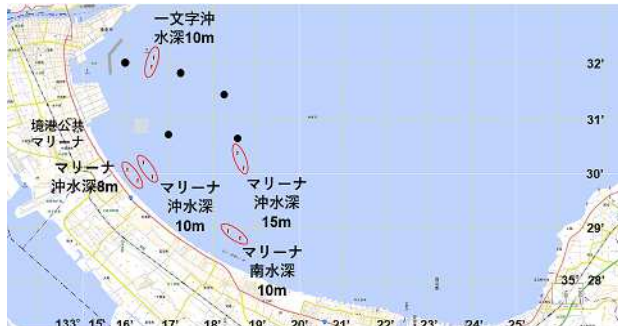 一文字沖
水深10m
32'
31'
境港公共
マリーナ
30'
マリーナ
沖水深8m
マリーナ
沖水深
10m
マリーナ
沖水深
15m
29'
マリーナ
南水深
10m
35° 28'
133° 15' 16' 17' 18' 19' 20' 21' 22' 23' 24' 25'